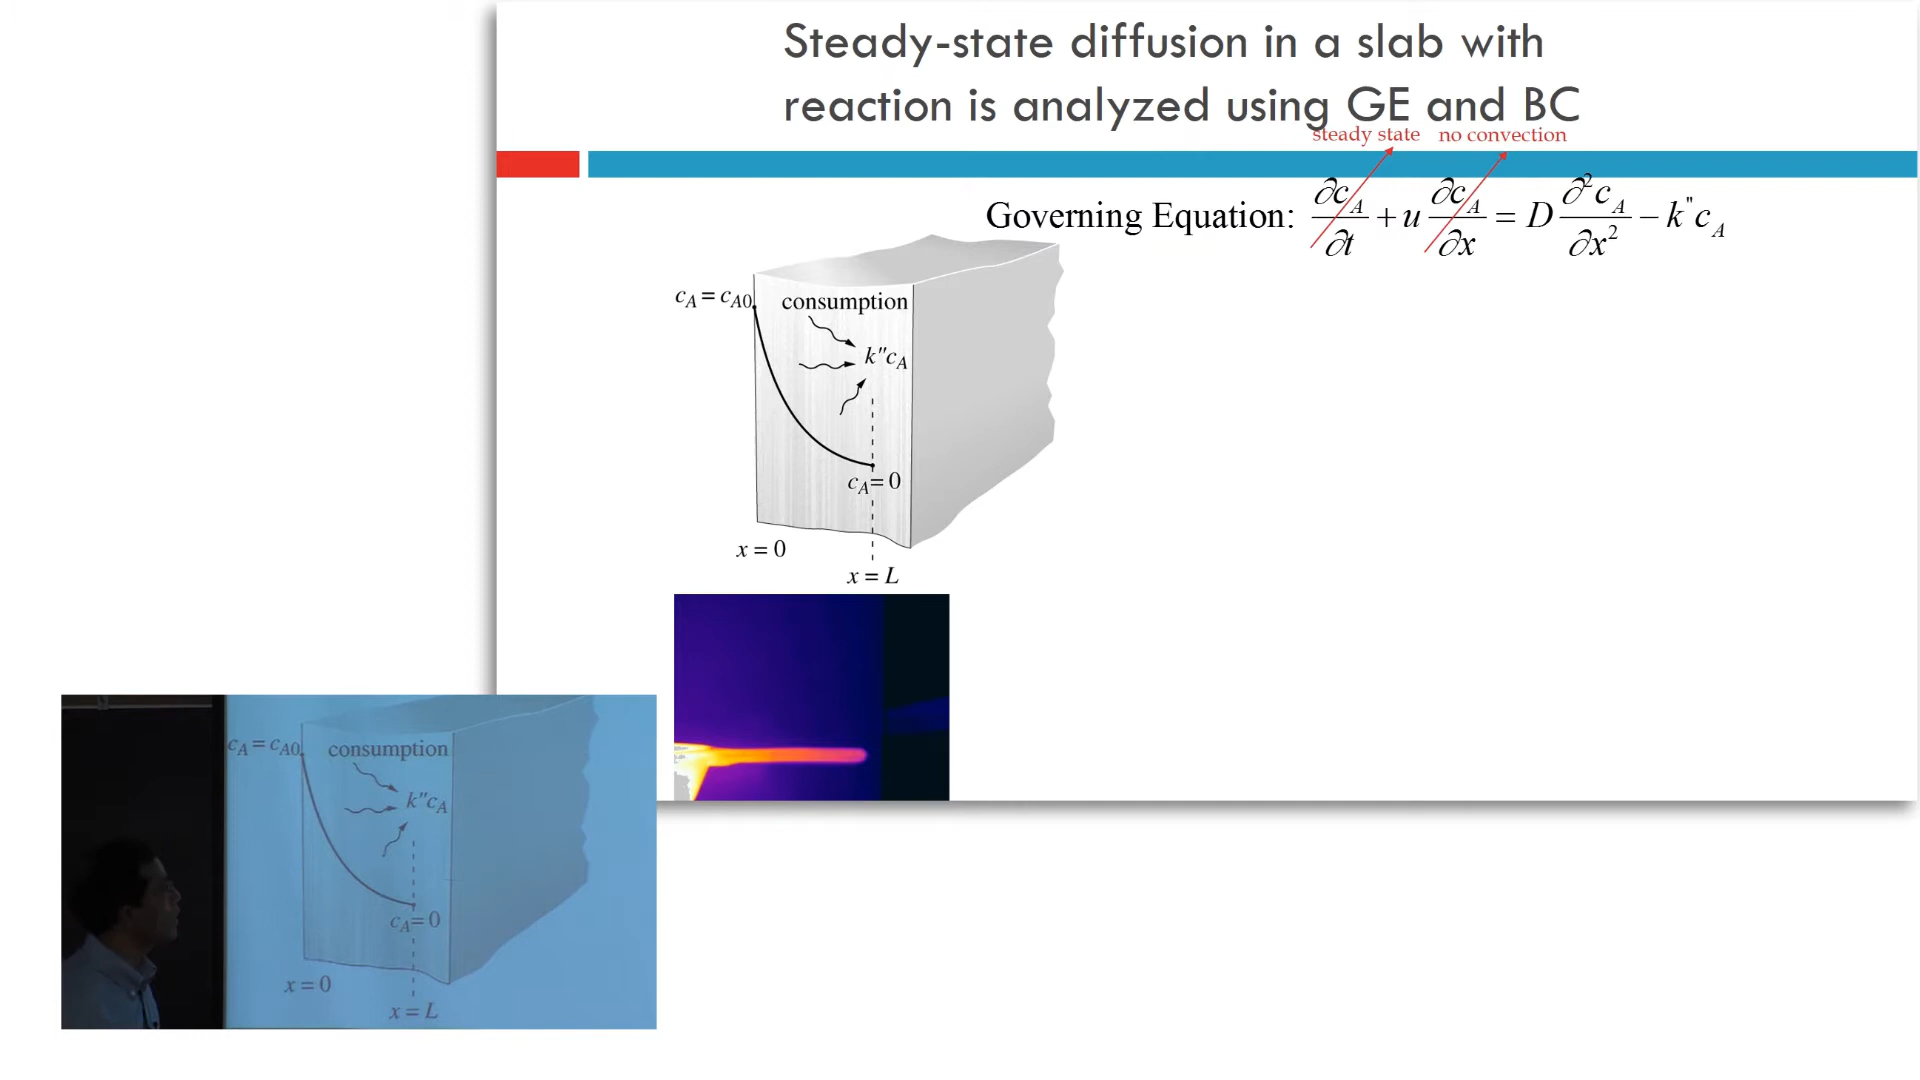 Steady-state diffusion in a slab with
reaction is analyzed using GE and BC
steady state no convection
Governing Equation: ∂c_A/∂t + u ∂c_A/∂x = D ∂²c_A/∂x² − k"c_A
c_A = c_A0
consumption
k″c_A
c_A = 0
x = 0
x = L
c_A = c_A0
consumption
k″c_A
c_A = 0
x = 0
x = L